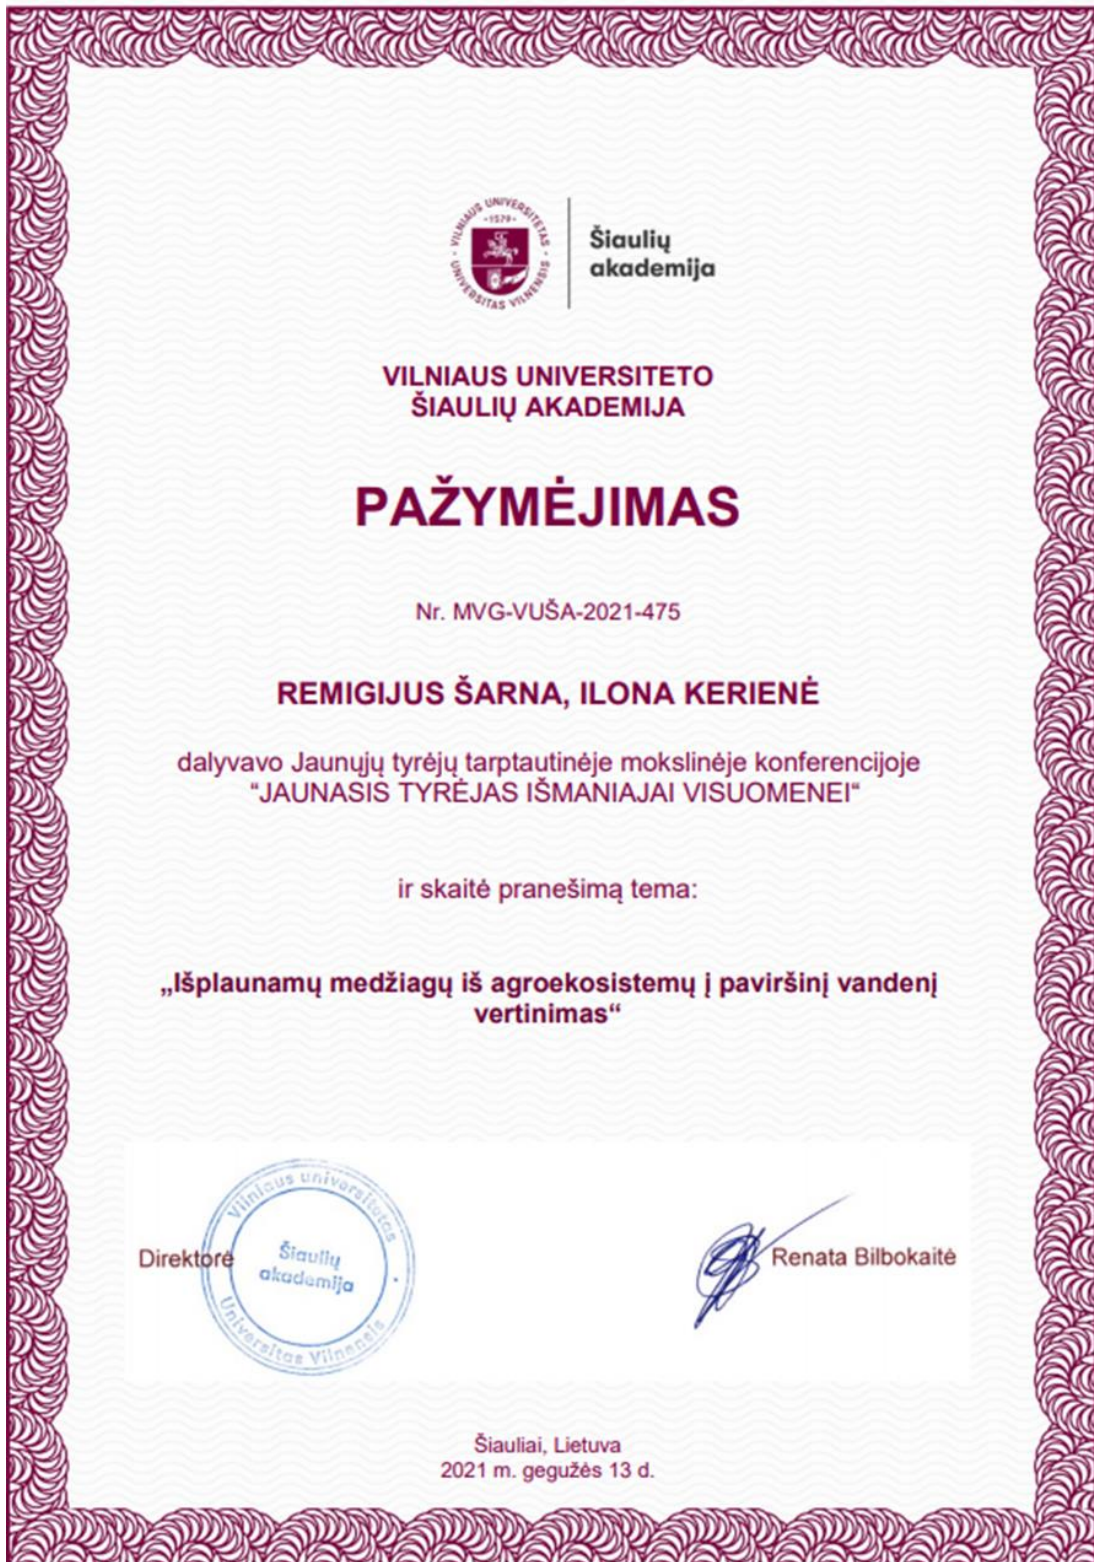 VILNIAUS UNIVERSITETAS
· 1579 ·
UNIVERSITAS VILNENSIS
Šiaulių
akademija
VILNIAUS UNIVERSITETO
ŠIAULIŲ AKADEMIJA
PAŽYMĖJIMAS
Nr. MVG-VUŠA-2021-475
REMIGIJUS ŠARNA, ILONA KERIENĖ
dalyvavo Jaunųjų tyrėjų tarptautinėje mokslinėje konferencijoje
“JAUNASIS TYRĖJAS IŠMANIAJAI VISUOMENEI“
ir skaitė pranešimą tema:
„Išplaunamų medžiagų iš agroekosistemų į paviršinį vandenį
vertinimas“
Vilniaus universitetas
Direktorė
Šiaulių
akademija
Universitas Vilnensis
Renata Bilbokaitė
Šiauliai, Lietuva
2021 m. gegužės 13 d.